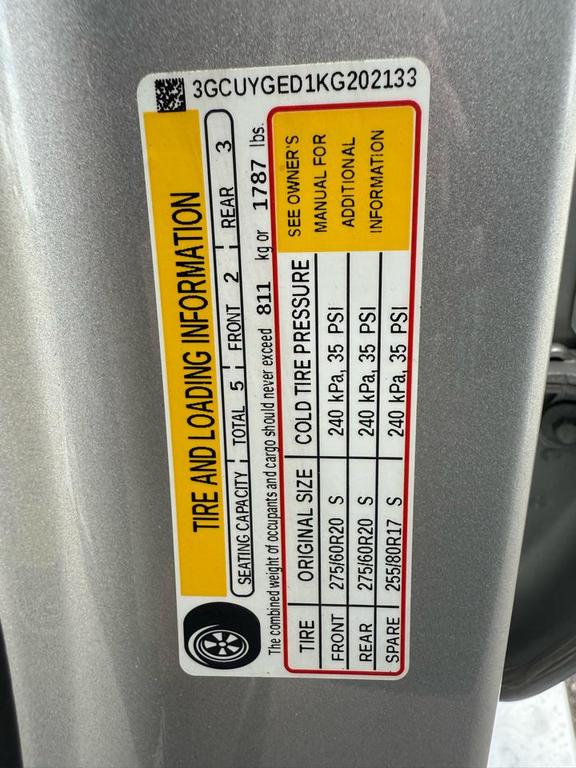 3GCUYGED1KG202133
TIRE AND LOADING INFORMATION
SEATING CAPACITY TOTAL 5 FRONT 2 REAR 3
The combined weight of occupants and cargo should never exceed 811 kg or 1787 lbs.
TIRE ORIGINAL SIZE COLD TIRE PRESSURE
FRONT 275/60R20 S 240 kPa, 35 PSI
REAR 275/60R20 S 240 kPa, 35 PSI
SPARE 255/80R17 S 240 kPa, 35 PSI
SEE OWNER'S
MANUAL FOR
ADDITIONAL
INFORMATION